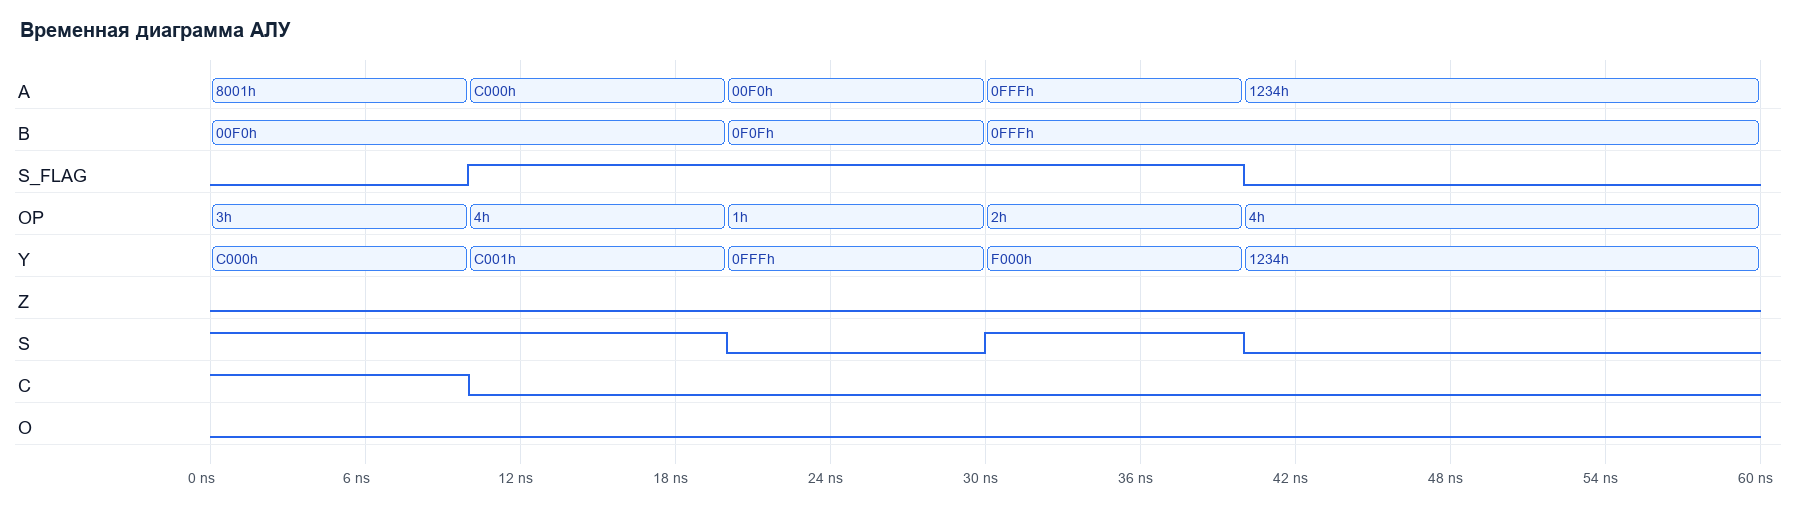 Временная диаграмма АЛУ
A 8001h C000h 00F0h 0FFFh 1234h
B 00F0h 0F0Fh 0FFFh
S_FLAG
OP 3h 4h 1h 2h 4h
Y C000h C001h 0FFFh F000h 1234h
Z
S
C
O
0 ns 6 ns 12 ns 18 ns 24 ns 30 ns 36 ns 42 ns 48 ns 54 ns 60 ns